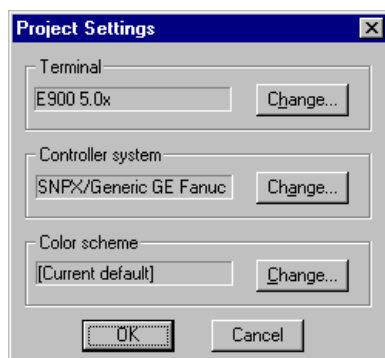 Project Settings
Terminal
E900 5.0x
Change...
Controller system
SNPX/Generic GE Fanuc
Change...
Color scheme
[Current default]
Change...
OK
Cancel